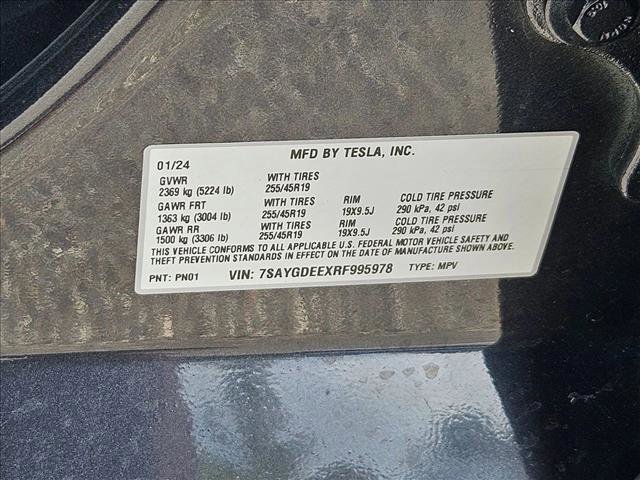 MFD BY TESLA, INC.
01/24
GVWR WITH TIRES
2369 kg (5224 lb) 255/45R19
GAWR FRT WITH TIRES RIM COLD TIRE PRESSURE
1363 kg (3004 lb) 255/45R19 19X9.5J 290 kPa, 42 psi
GAWR RR WITH TIRES RIM COLD TIRE PRESSURE
1500 kg (3306 lb) 255/45R19 19X9.5J 290 kPa, 42 psi
THIS VEHICLE CONFORMS TO ALL APPLICABLE U.S. FEDERAL MOTOR VEHICLE SAFETY AND
THEFT PREVENTION STANDARDS IN EFFECT ON THE DATE OF MANUFACTURE SHOWN ABOVE.
PNT: PN01 VIN: 7SAYGDEEXRF995978 TYPE: MPV